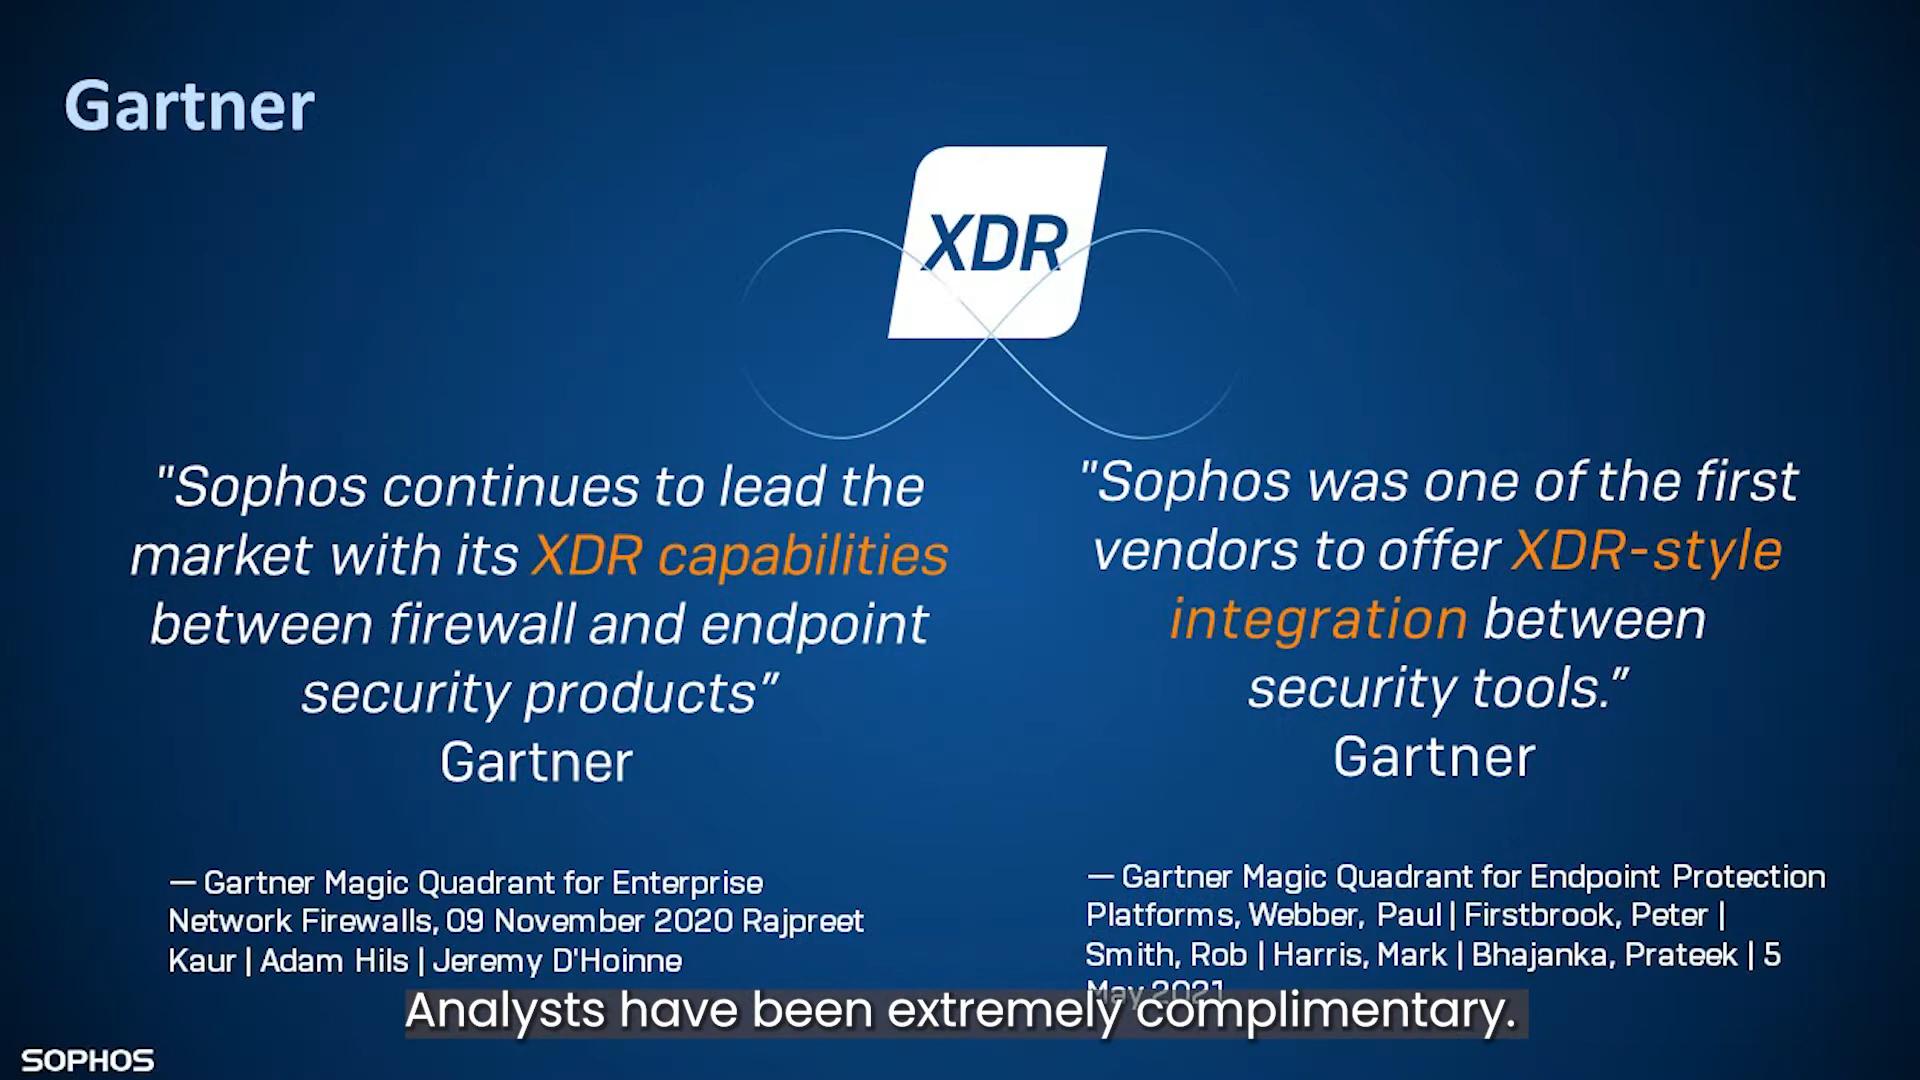 Gartner
XDR
"Sophos continues to lead the
market with its XDR capabilities
between firewall and endpoint
security products”
Gartner
— Gartner Magic Quadrant for Enterprise
Network Firewalls, 09 November 2020 Rajpreet
Kaur | Adam Hils | Jeremy D'Hoinne
"Sophos was one of the first
vendors to offer XDR-style
integration between
security tools.”
Gartner
— Gartner Magic Quadrant for Endpoint Protection
Platforms, Webber, Paul | Firstbrook, Peter |
Smith, Rob | Harris, Mark | Bhajanka, Prateek | 5
May 2021
Analysts have been extremely complimentary.
SOPHOS